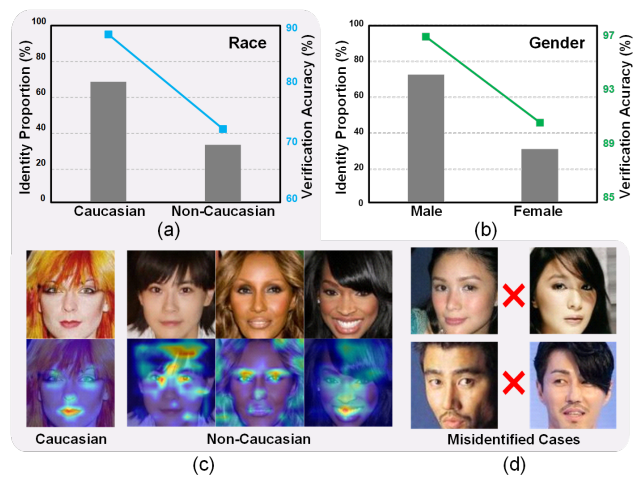 100
80
60
40
20
0
Identity Proportion (%)
Race
90
80
70
60
Verification Acuracy (%)
Caucasian
Non-Caucasian
(a)
100
80
60
40
20
0
Identity Proportion (%)
Gender
97
93
89
85
Verification Acuracy (%)
Male
Female
(b)
Caucasian
Non-Caucasian
Misidentified Cases
(c)
(d)